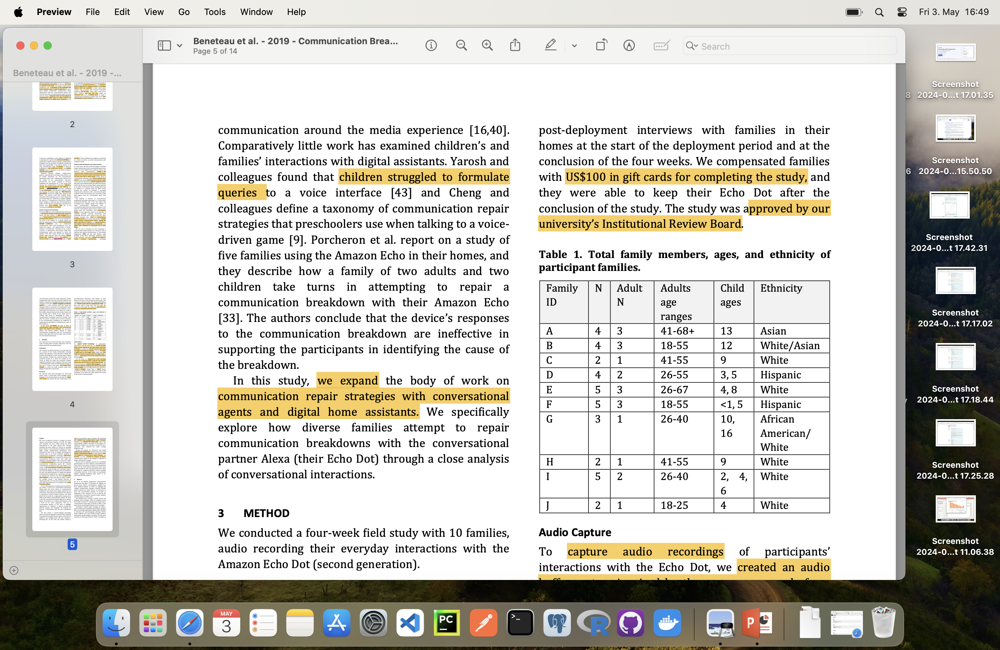 Preview File Edit View Go Tools Window Help
Fri 3. May 16:49
Beneteau et al. - 2019 - Communication Brea...
Page 5 of 14
Search
Beneteau et al. - 2019 -...
2
3
4
5
communication around the media experience [16,40].
Comparatively little work has examined children’s and
families’ interactions with digital assistants. Yarosh and
colleagues found that children struggled to formulate
queries to a voice interface [43] and Cheng and
colleagues define a taxonomy of communication repair
strategies that preschoolers use when talking to a voice-
driven game [9]. Porcheron et al. report on a study of
five families using the Amazon Echo in their homes, and
they describe how a family of two adults and two
children take turns in attempting to repair a
communication breakdown with their Amazon Echo
[33]. The authors conclude that the device’s responses
to the communication breakdown are ineffective in
supporting the participants in identifying the cause of
the breakdown.
In this study, we expand the body of work on
communication repair strategies with conversational
agents and digital home assistants. We specifically
explore how diverse families attempt to repair
communication breakdowns with the conversational
partner Alexa (their Echo Dot) through a close analysis
of conversational interactions.
3 METHOD
We conducted a four-week field study with 10 families,
audio recording their everyday interactions with the
Amazon Echo Dot (second generation).
post-deployment interviews with families in their
homes at the start of the deployment period and at the
conclusion of the four weeks. We compensated families
with US$100 in gift cards for completing the study, and
they were able to keep their Echo Dot after the
conclusion of the study. The study was approved by our
university’s Institutional Review Board.
Table 1. Total family members, ages, and ethnicity of
participant families.
Family ID N Adult N Adults age ranges Child ages Ethnicity
A 4 3 41-68+ 13 Asian
B 4 3 18-55 12 White/Asian
C 2 1 41-55 9 White
D 4 2 26-55 3, 5 Hispanic
E 5 3 26-67 4, 8 White
F 5 3 18-55 <1, 5 Hispanic
G 3 1 26-40 10, 16 African American/ White
H 2 1 41-55 9 White
I 5 2 26-40 2, 4, 6 White
J 2 1 18-25 4 White
Audio Capture
To capture audio recordings of participants’
interactions with the Echo Dot, we created an audio
Screenshot
8 2024-0...t 17.01.35
Screenshot
6 2024-0...15.50.50
Screenshot
2024-0...t 17.42.31
Screenshot
2024-0...t 17.17.02
Screenshot
2024-0...t 17.18.44
Screenshot
2024-0...t 17.25.28
Screenshot
2024-0...t 11.06.38
MAY
3
PC
>_
R
P